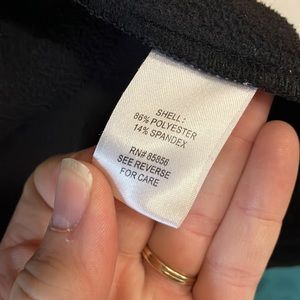 SHELL:
86% POLYESTER
14% SPANDEX
RN# 85856
SEE REVERSE
FOR CARE